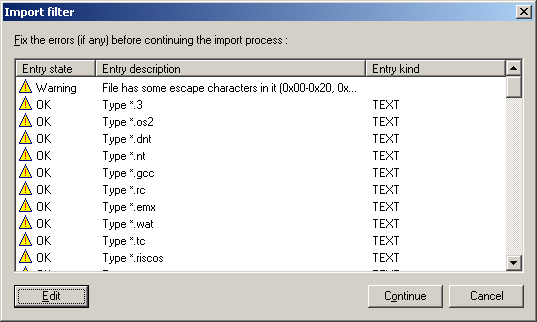 Import filter
Fix the errors (if any) before continuing the import process :
Entry state Entry description Entry kind
Warning File has some escape characters in it (0x00-0x20, 0x...
OK Type *.3 TEXT
OK Type *.os2 TEXT
OK Type *.dnt TEXT
OK Type *.nt TEXT
OK Type *.gcc TEXT
OK Type *.rc TEXT
OK Type *.emx TEXT
OK Type *.wat TEXT
OK Type *.tc TEXT
OK Type *.riscos TEXT
Edit Continue Cancel